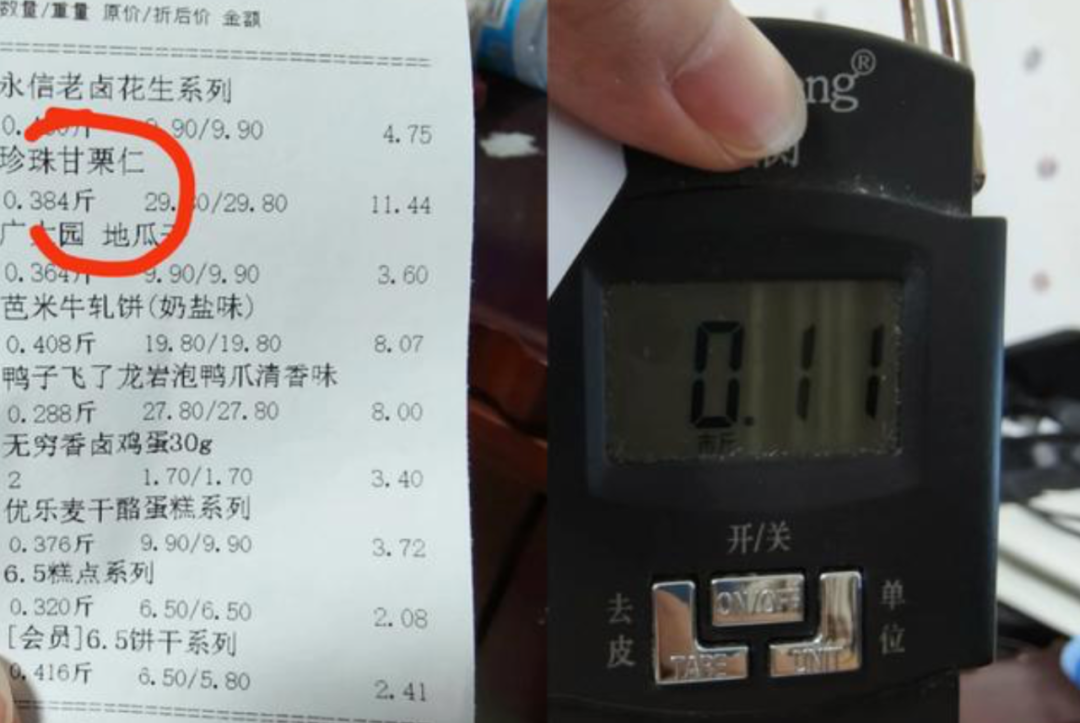 数量/重量 原价/折后价 金额
永信老卤花生系列
9.90 4.75
珍珠甘栗仁
0.384斤 /29.80 11.44
园 地瓜
0.364斤 9.90/9.90 3.60
芭米牛轧饼(奶盐味)
0.408斤 19.80/19.80 8.07
鸭子飞了龙岩泡鸭爪清香味
0.288斤 27.80/27.80 8.00
无穷香卤鸡蛋30g
2 1.70/1.70 3.40
优乐麦干酪蛋糕系列
0.376斤 9.90/9.90 3.72
6.5糕点系列
0.320斤 6.50/6.50 2.08
[会员]6.5饼干系列
0.416斤 6.50/5.80 2.41
ng®
0.11
市斤
开/关
去皮
ON/OFF
单位
TARE
UNIT